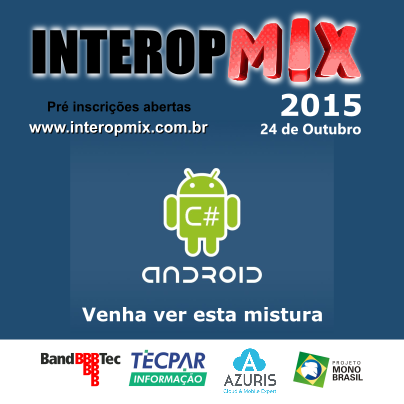 INTEROPMIX
2015
Pré inscrições abertas
www.interopmix.com.br
24 de Outubro
C#
ANDROID
Venha ver esta mistura
BandTec
TECPAR
INFORMAÇÃO
AZURIS
Cloud & Mobile Expert
PROJETO
MONO
BRASIL